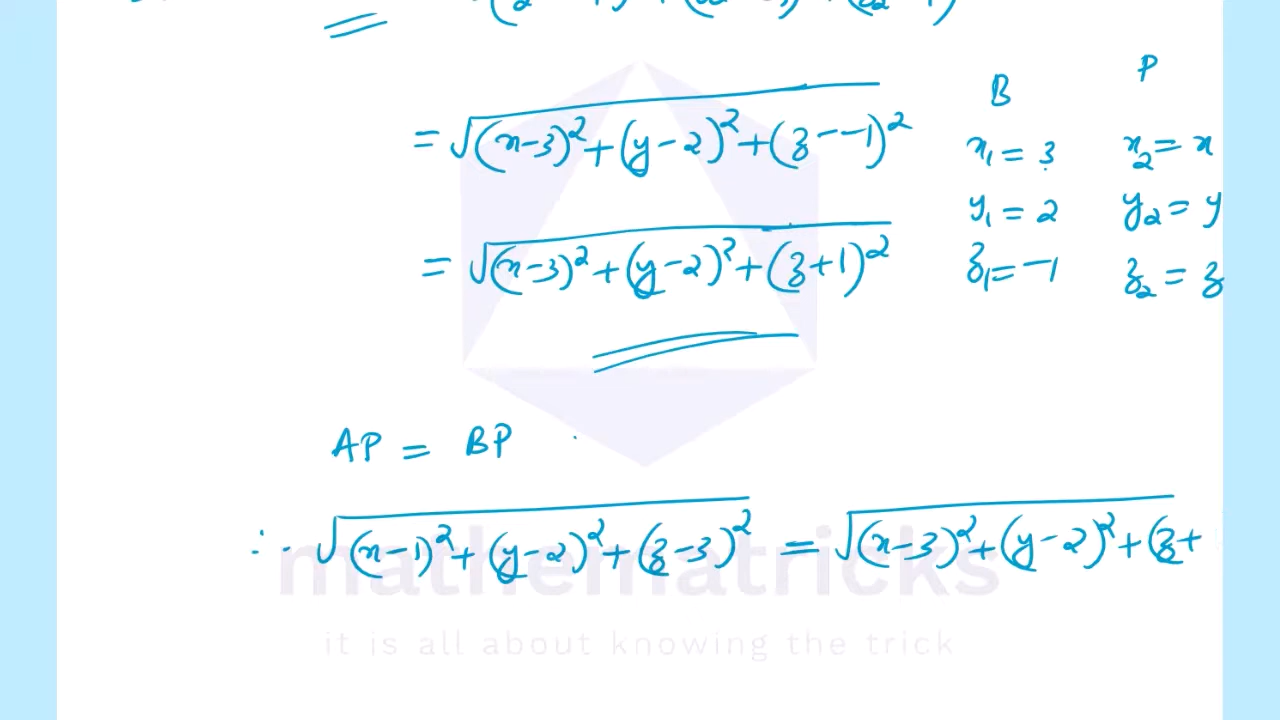 = √(x-3)²+(y-2)²+(z--1)²
B
P
x₁ = 3
x₂ = x
= √(x-3)²+(y-2)²+(z+1)²
y₁ = 2
y₂ = y
z₁ = -1
z₂ = z
AP = BP
∴ √(x-1)²+(y-2)²+(z-3)² = √(x-3)²+(y-2)²+(z+
mathematricks
it is all about knowing the trick